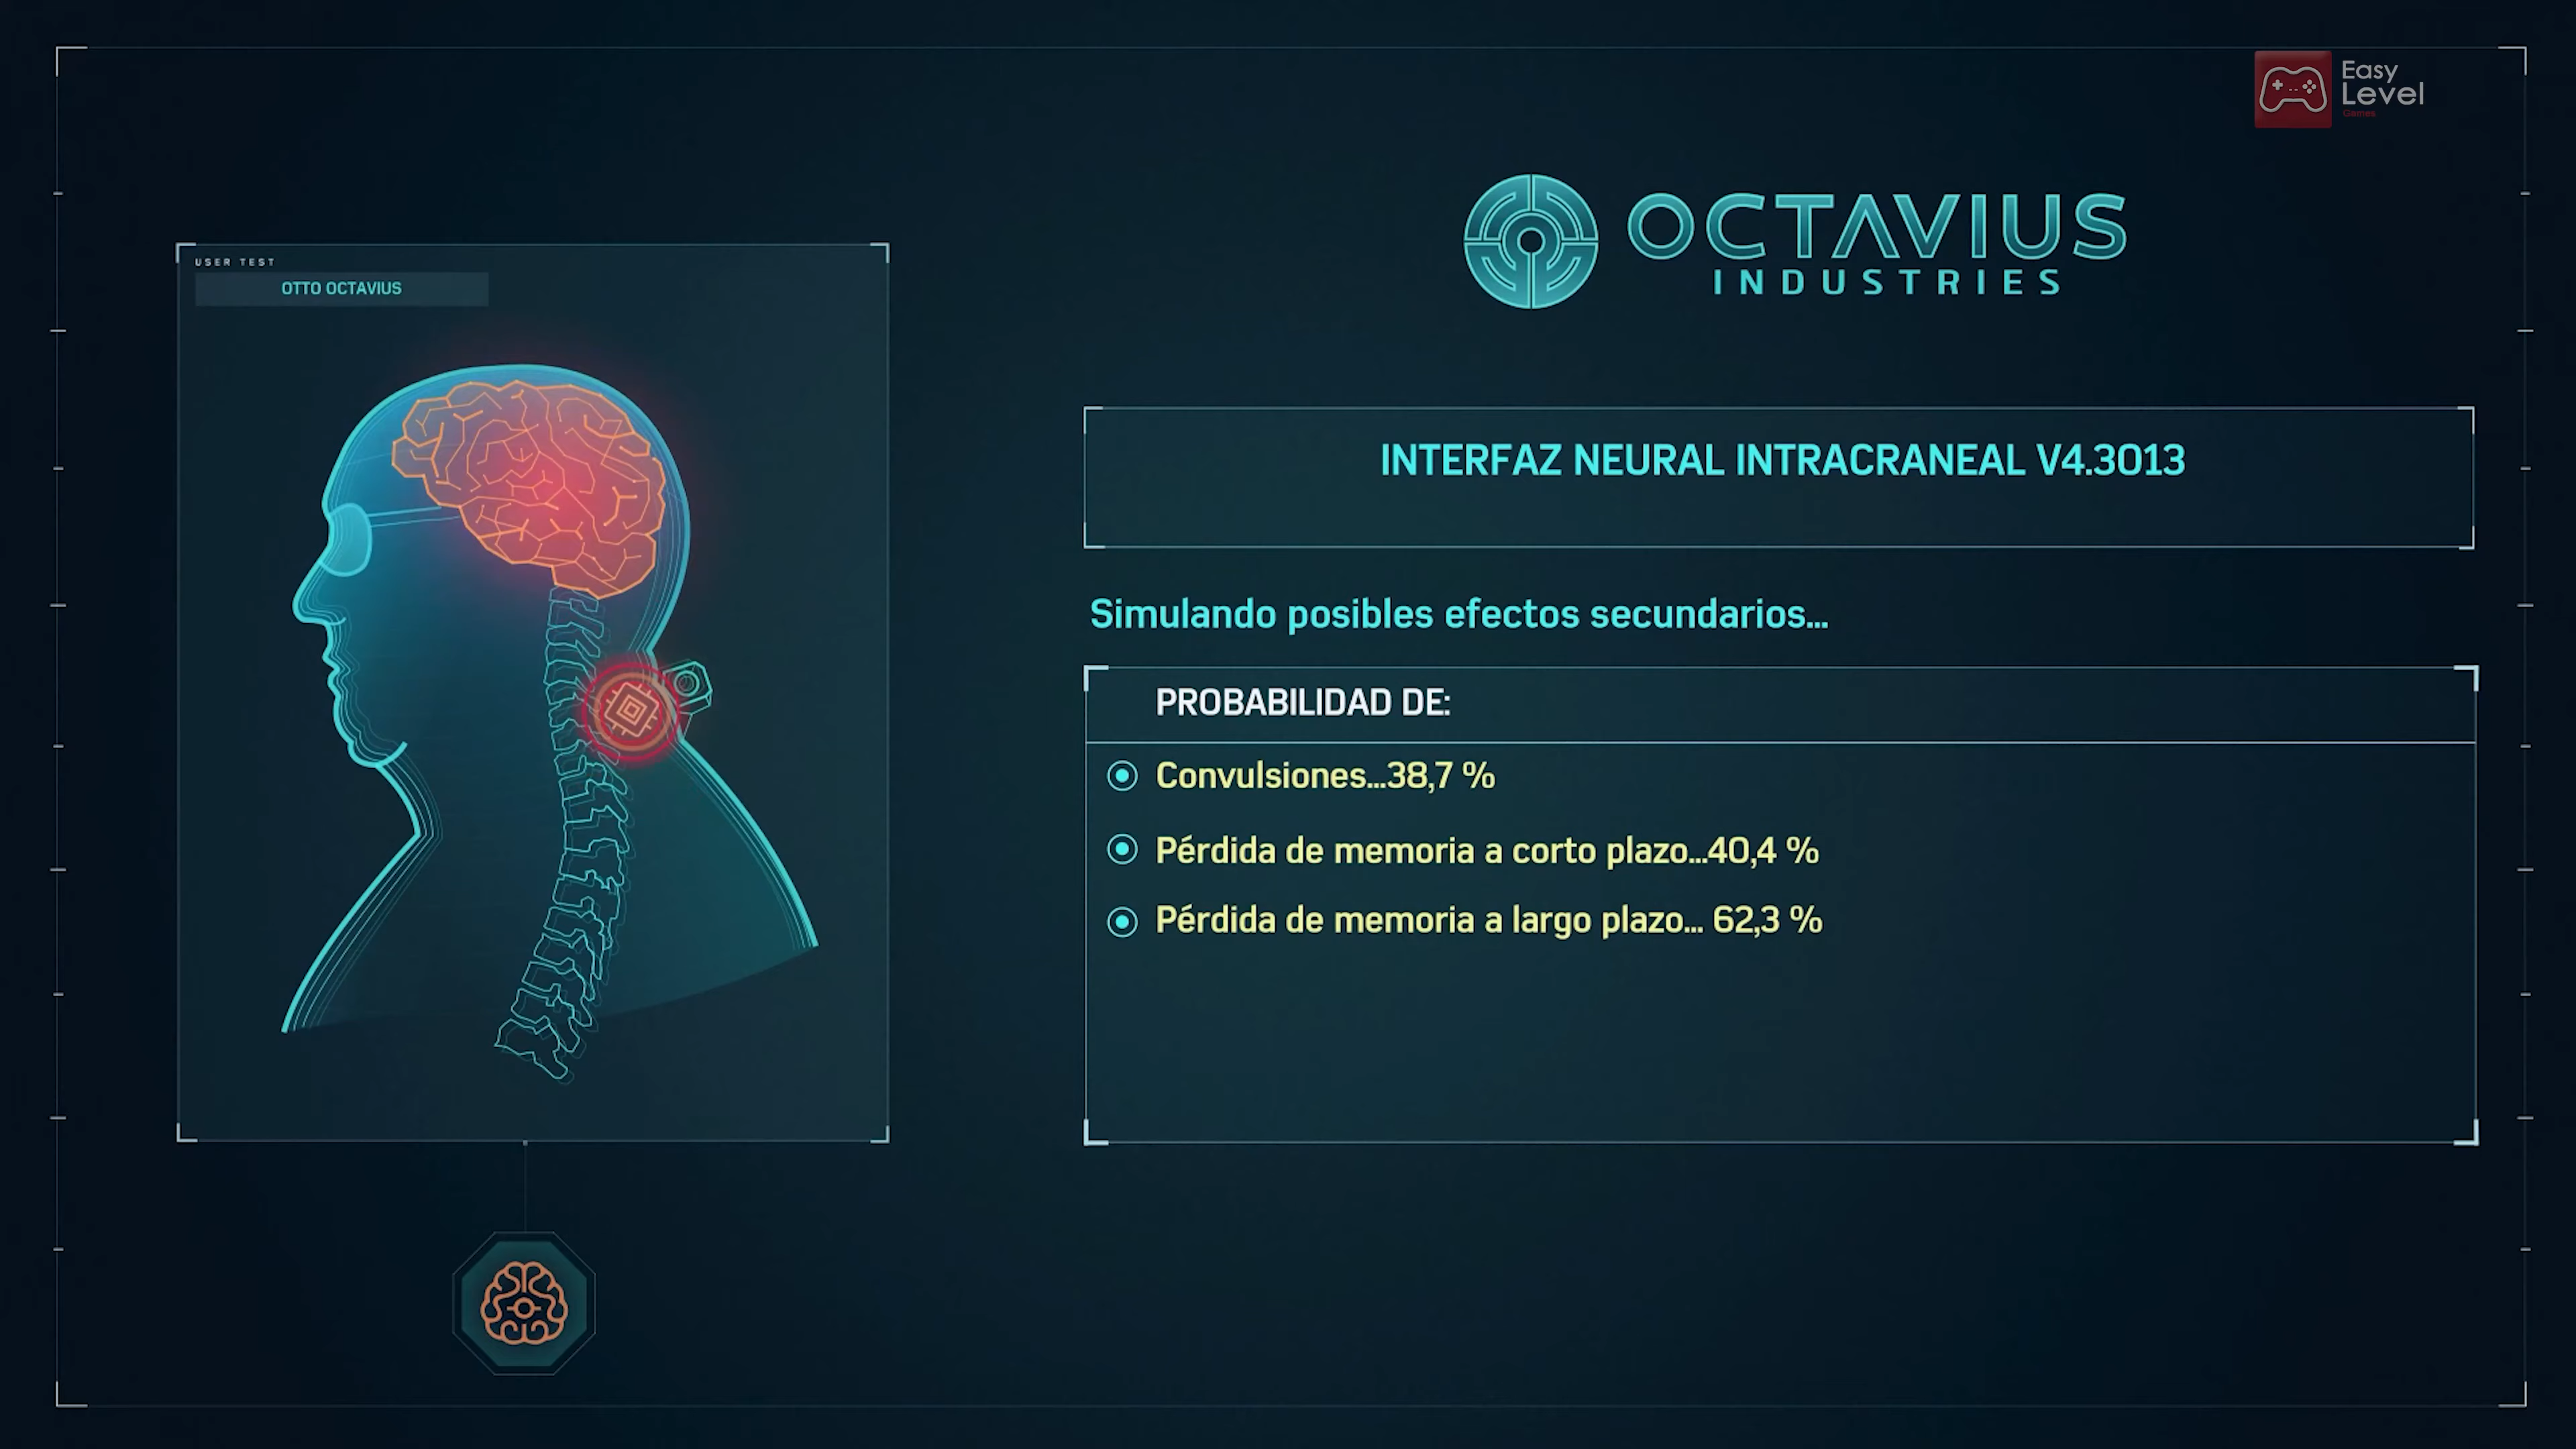 Easy
Level
Games
OCTAVIUS
INDUSTRIES
USER TEST
OTTO OCTAVIUS
INTERFAZ NEURAL INTRACRANEAL V4.3013
Simulando posibles efectos secundarios...
PROBABILIDAD DE:
Convulsiones...38,7 %
Pérdida de memoria a corto plazo...40,4 %
Pérdida de memoria a largo plazo... 62,3 %